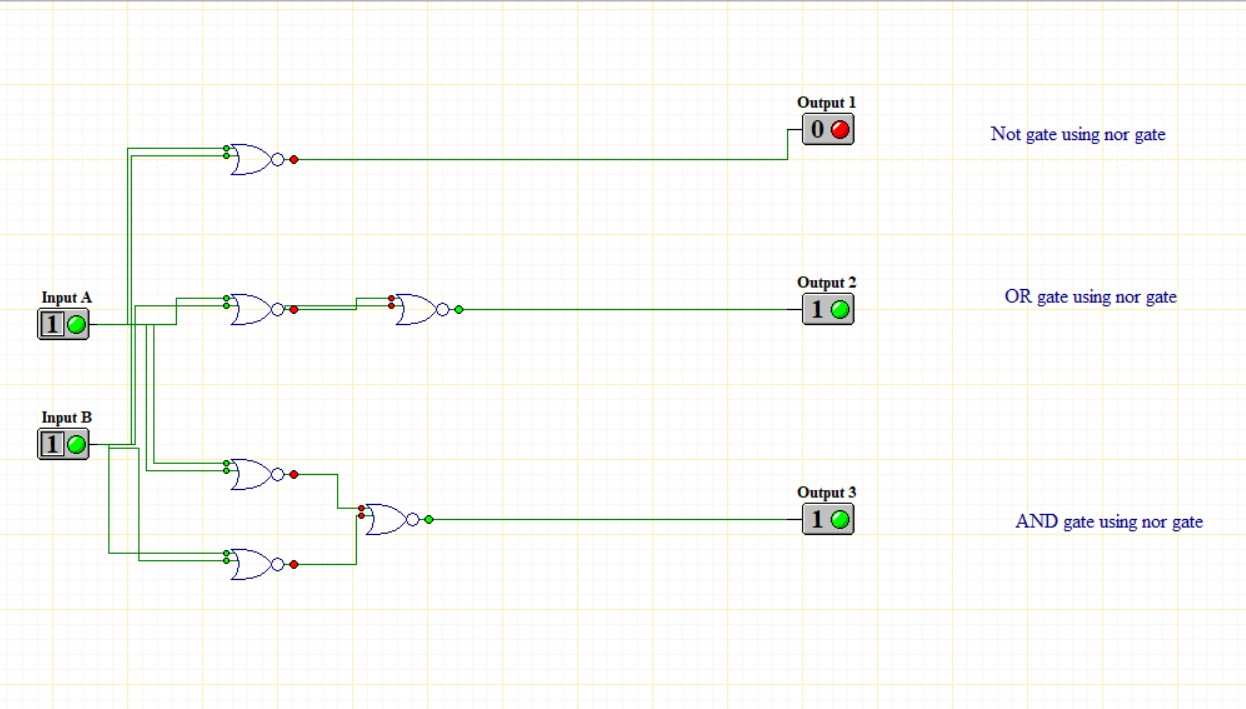 Output 1
0
Not gate using nor gate
Input A
1
Output 2
1
OR gate using nor gate
Input B
1
Output 3
1
AND gate using nor gate